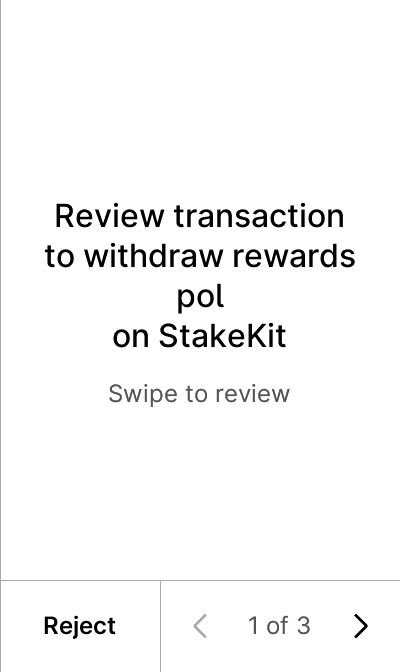 Review transaction
to withdraw rewards
pol
on StakeKit
Swipe to review
Reject
1 of 3